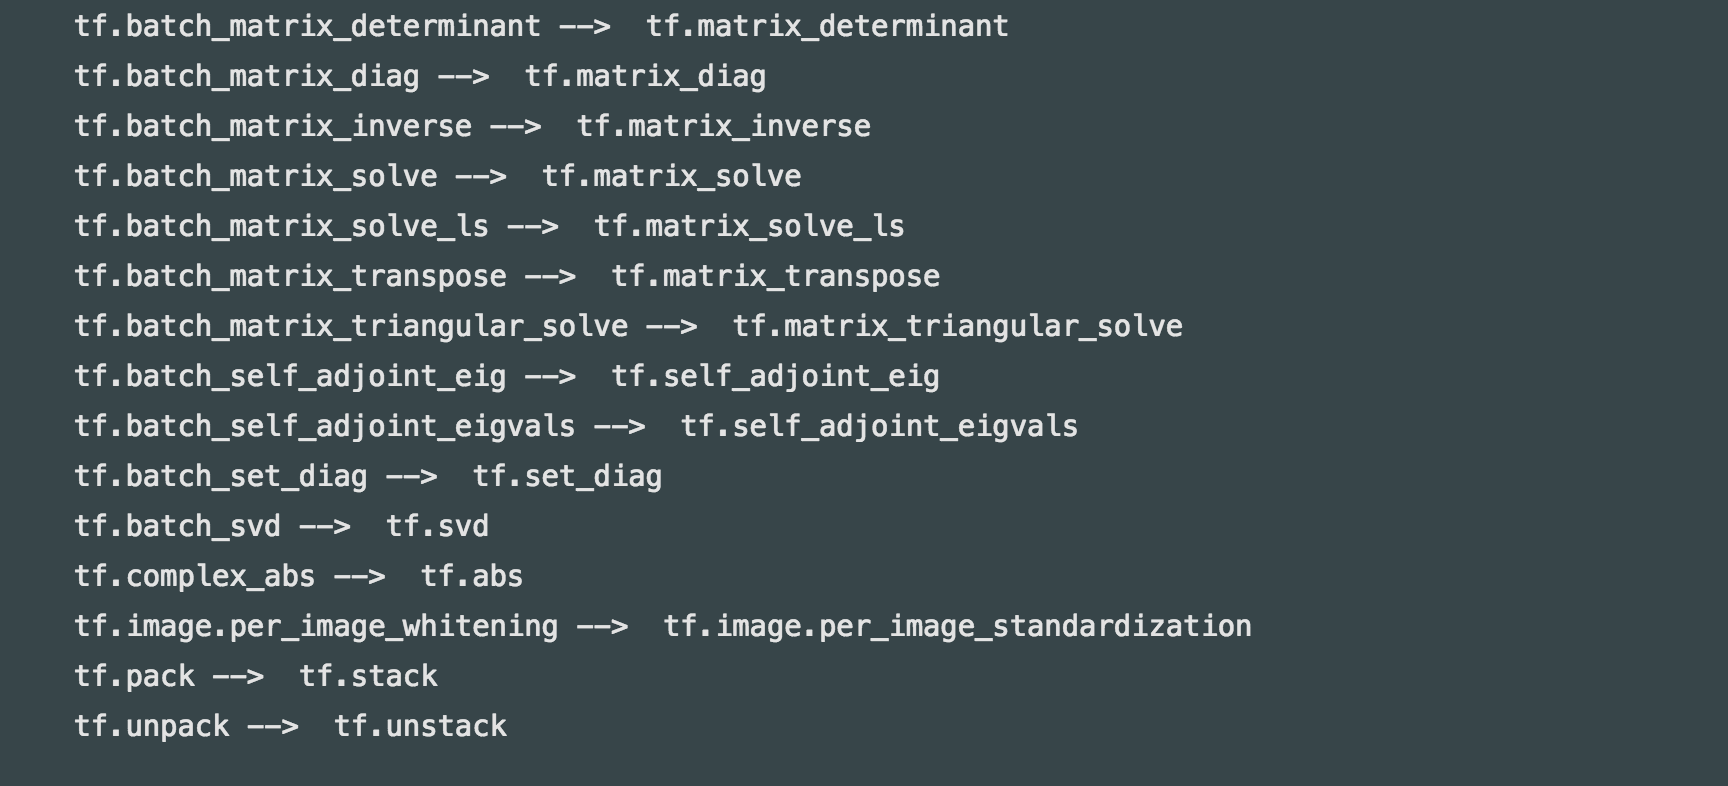 tf.batch_matrix_determinant -->  tf.matrix_determinant
tf.batch_matrix_diag -->  tf.matrix_diag
tf.batch_matrix_inverse -->  tf.matrix_inverse
tf.batch_matrix_solve -->  tf.matrix_solve
tf.batch_matrix_solve_ls -->  tf.matrix_solve_ls
tf.batch_matrix_transpose -->  tf.matrix_transpose
tf.batch_matrix_triangular_solve -->  tf.matrix_triangular_solve
tf.batch_self_adjoint_eig -->  tf.self_adjoint_eig
tf.batch_self_adjoint_eigvals -->  tf.self_adjoint_eigvals
tf.batch_set_diag -->  tf.set_diag
tf.batch_svd -->  tf.svd
tf.complex_abs -->  tf.abs
tf.image.per_image_whitening -->  tf.image.per_image_standardization
tf.pack -->  tf.stack
tf.unpack -->  tf.unstack